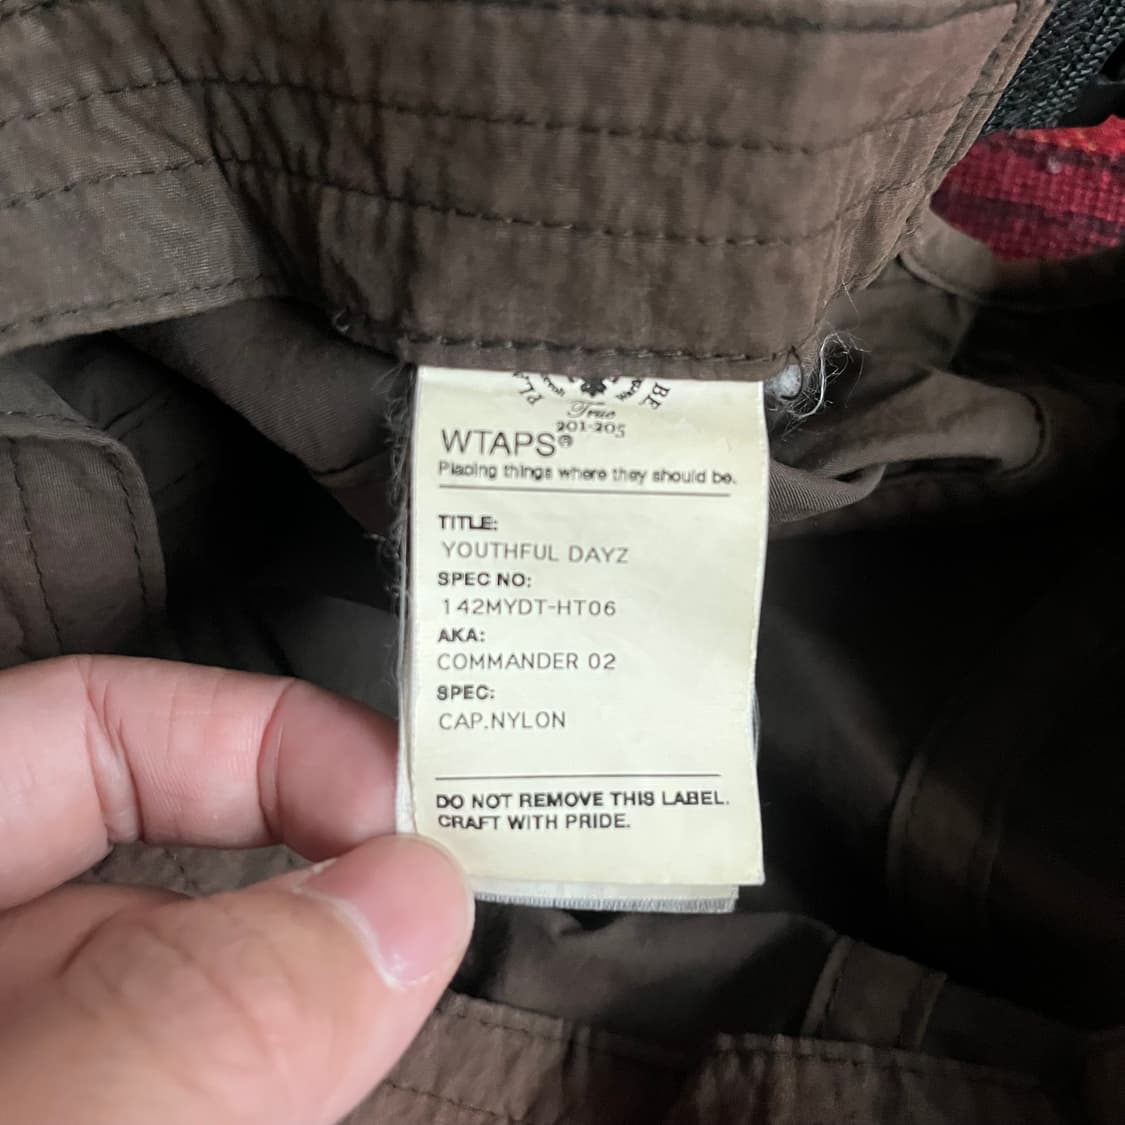 True
201-205
WTAPS®
Placing things where they should be.
TITLE:
YOUTHFUL DAYZ
SPEC NO:
142MYDT-HT06
AKA:
COMMANDER 02
SPEC:
CAP.NYLON
DO NOT REMOVE THIS LABEL.
CRAFT WITH PRIDE.